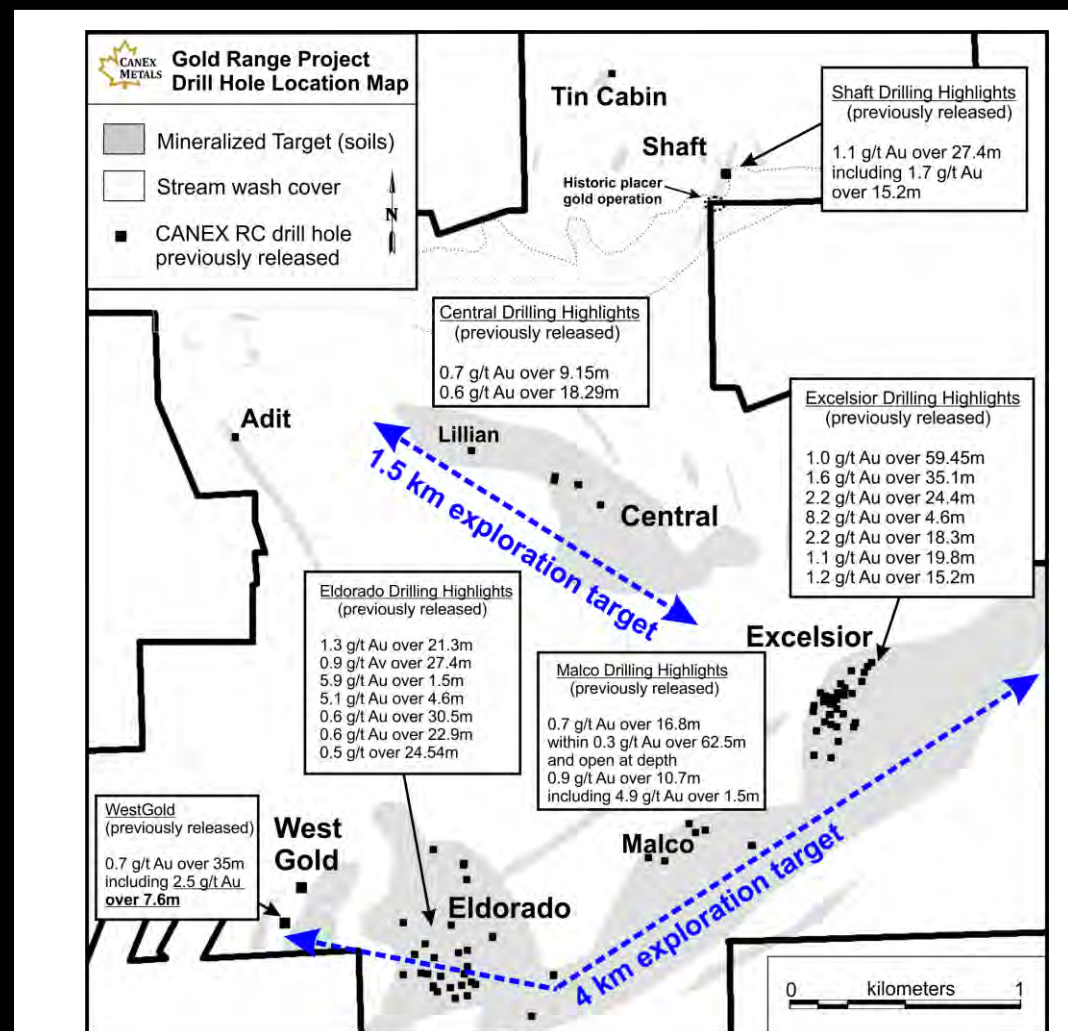 CANEX
METALS
Gold Range Project
Drill Hole Location Map
Mineralized Target (soils)
Stream wash cover
N
CANEX RC drill hole
previously released
Tin Cabin
Shaft
Historic placer
gold operation
Shaft Drilling Highlights
(previously released)
1.1 g/t Au over 27.4m
including 1.7 g/t Au
over 15.2m
Central Drilling Highlights
(previously released)
0.7 g/t Au over 9.15m
0.6 g/t Au over 18.29m
Excelsior Drilling Highlights
(previously released)
1.0 g/t Au over 59.45m
1.6 g/t Au over 35.1m
2.2 g/t Au over 24.4m
8.2 g/t Au over 4.6m
2.2 g/t Au over 18.3m
1.1 g/t Au over 19.8m
1.2 g/t Au over 15.2m
Adit
Lillian
Central
1.5 km exploration target
Eldorado Drilling Highlights
(previously released)
1.3 g/t Au over 21.3m
0.9 g/t Av over 27.4m
5.9 g/t Au over 1.5m
5.1 g/t Au over 4.6m
0.6 g/t Au over 30.5m
0.6 g/t Au over 22.9m
0.5 g/t over 24.54m
Excelsior
Malco Drilling Highlights
(previously released)
0.7 g/t Au over 16.8m
within 0.3 g/t Au over 62.5m
and open at depth
0.9 g/t Au over 10.7m
including 4.9 g/t Au over 1.5m
WestGold
(previously released)
0.7 g/t Au over 35m
including 2.5 g/t Au
over 7.6m
West
Gold
Malco
Eldorado
4 km exploration target
0 kilometers 1